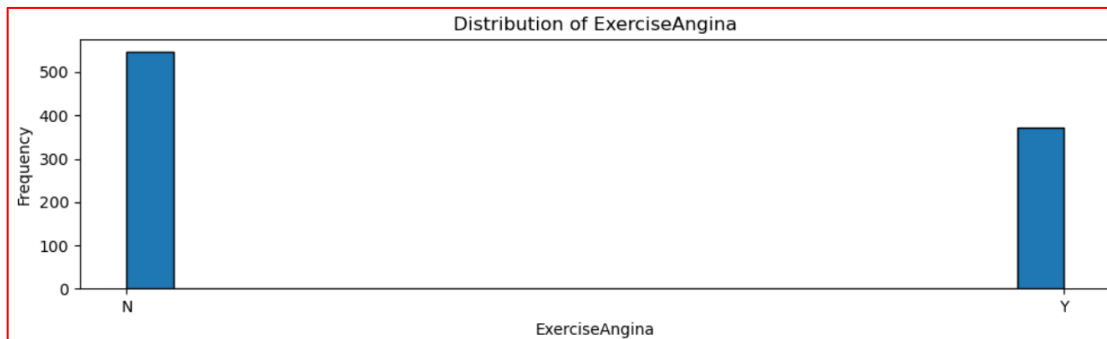 Distribution of ExerciseAngina
Frequency
500
400
300
200
100
0
N
Y
ExerciseAngina